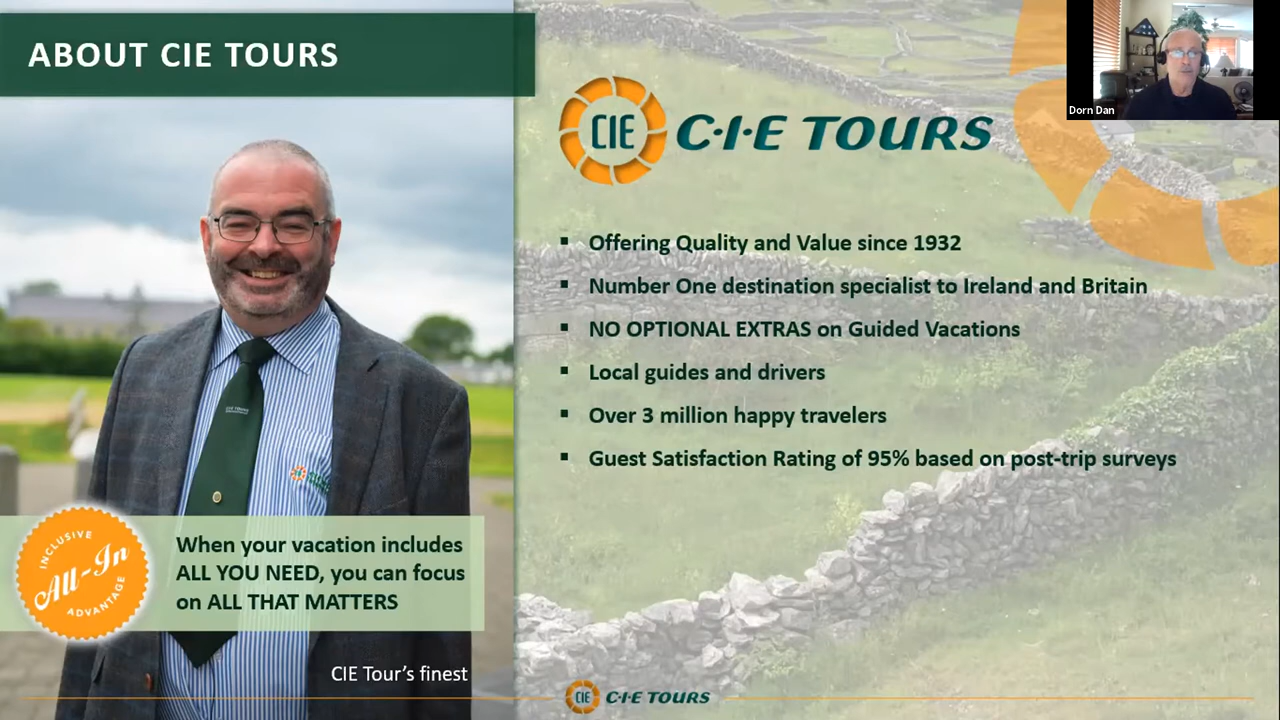 ABOUT CIE TOURS
Dorn Dan
CIE
C·I·E TOURS
Offering Quality and Value since 1932
Number One destination specialist to Ireland and Britain
NO OPTIONAL EXTRAS on Guided Vacations
Local guides and drivers
Over 3 million happy travelers
Guest Satisfaction Rating of 95% based on post-trip surveys
CIE TOURS
INCLUSIVE
All-In
ADVANTAGE
When your vacation includes
ALL YOU NEED, you can focus
on ALL THAT MATTERS
CIE Tour’s finest
CIE
C·I·E TOURS